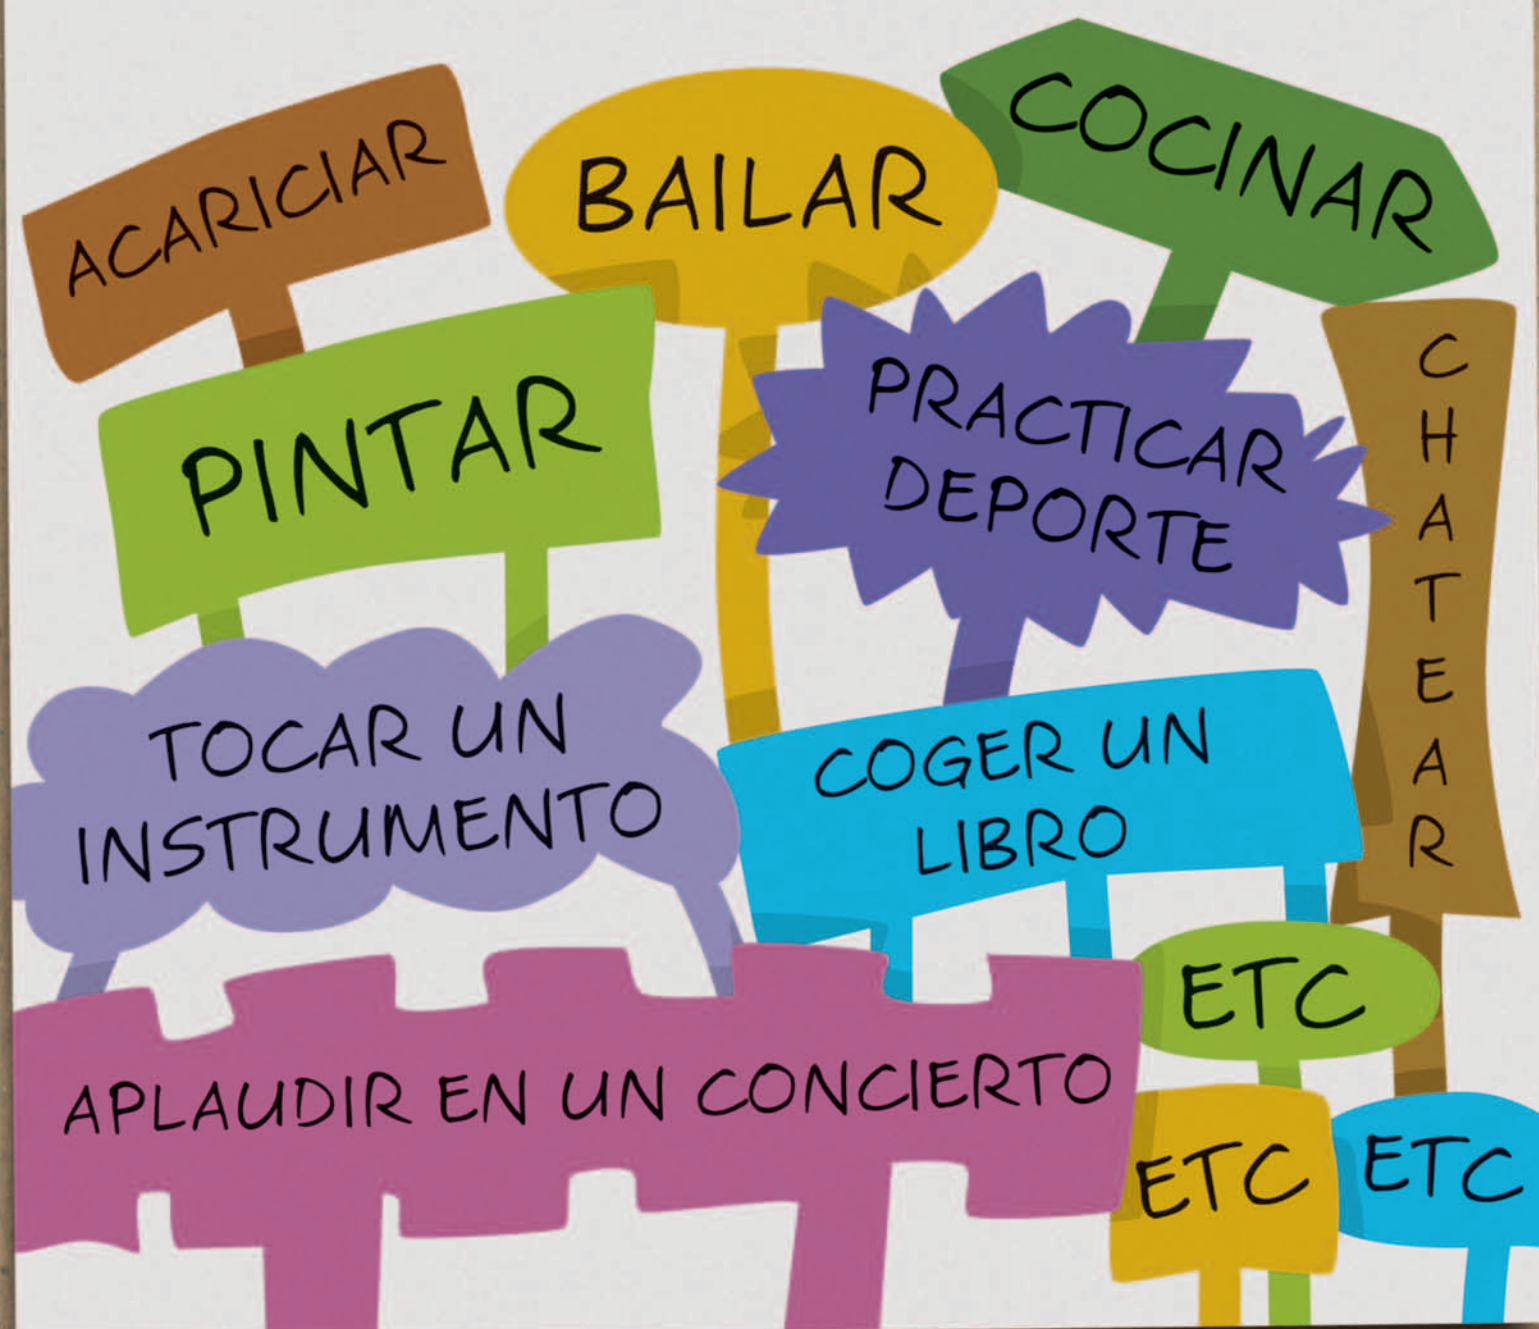 ACARICIAR
BAILAR
COCINAR
PINTAR
PRACTICAR
DEPORTE
CHATEAR
TOCAR UN
INSTRUMENTO
COGER UN
LIBRO
APLAUDIR EN UN CONCIERTO
ETC
ETC
ETC